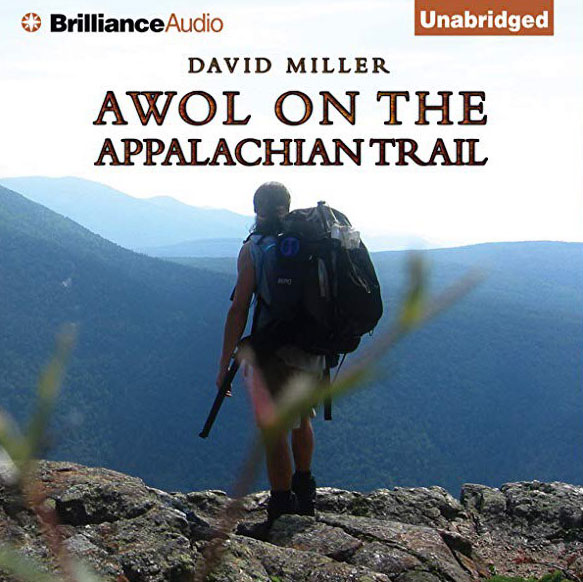 BrillianceAudio
Unabridged
DAVID MILLER
AWOL ON THE
APPALACHIAN TRAIL